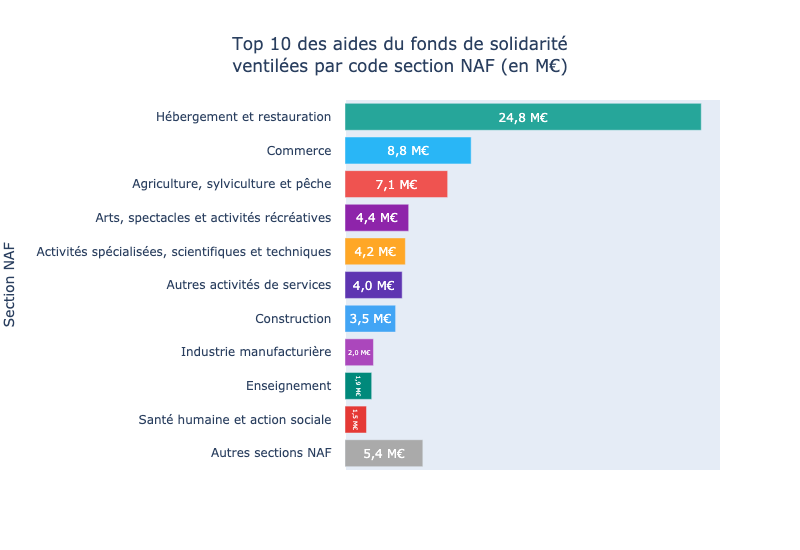 Top 10 des aides du fonds de solidarité
ventilées par code section NAF (en M€)
Section NAF
Hébergement et restauration 24,8 M€
Commerce 8,8 M€
Agriculture, sylviculture et pêche 7,1 M€
Arts, spectacles et activités récréatives 4,4 M€
Activités spécialisées, scientifiques et techniques 4,2 M€
Autres activités de services 4,0 M€
Construction 3,5 M€
Industrie manufacturière 2,0 M€
Enseignement 1,9 M€
Santé humaine et action sociale 1,5 M€
Autres sections NAF 5,4 M€